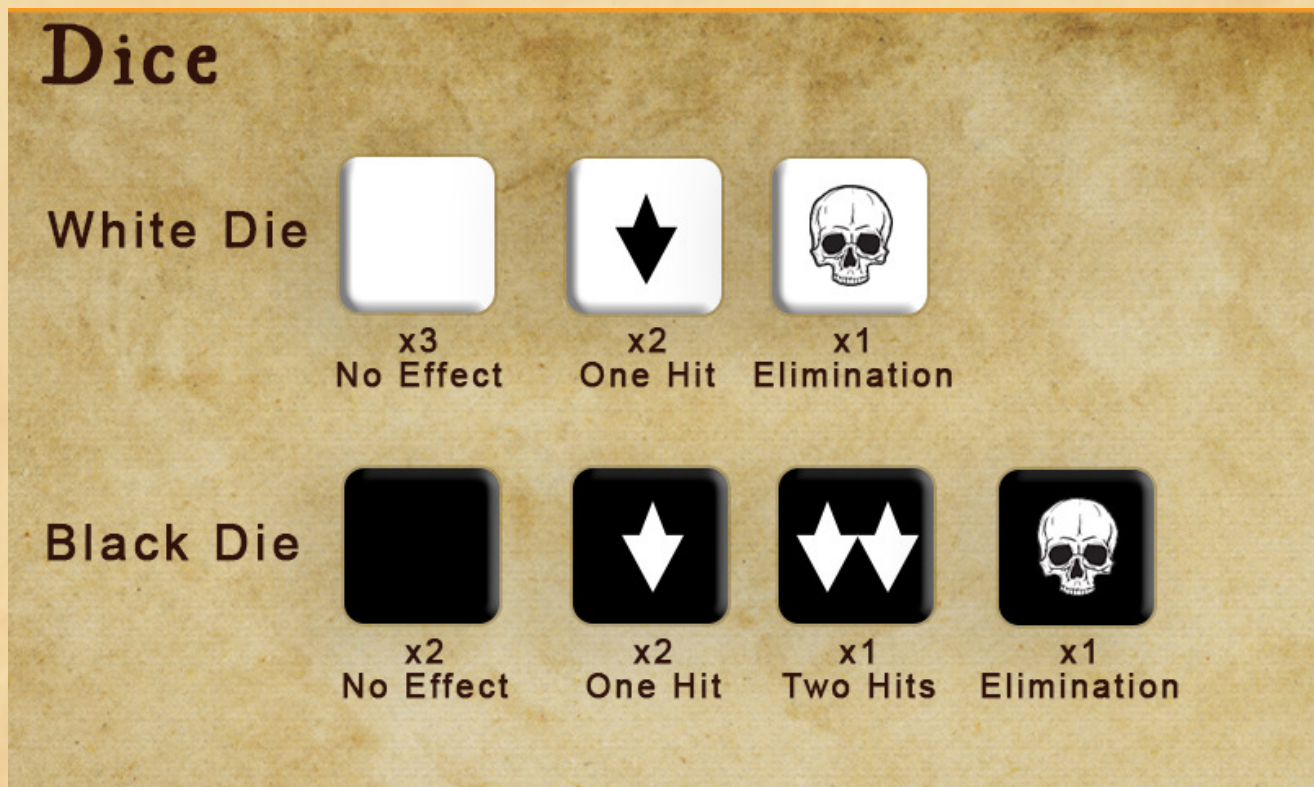 Dice
White Die
x3
No Effect
x2
One Hit
x1
Elimination
Black Die
x2
No Effect
x2
One Hit
x1
Two Hits
x1
Elimination